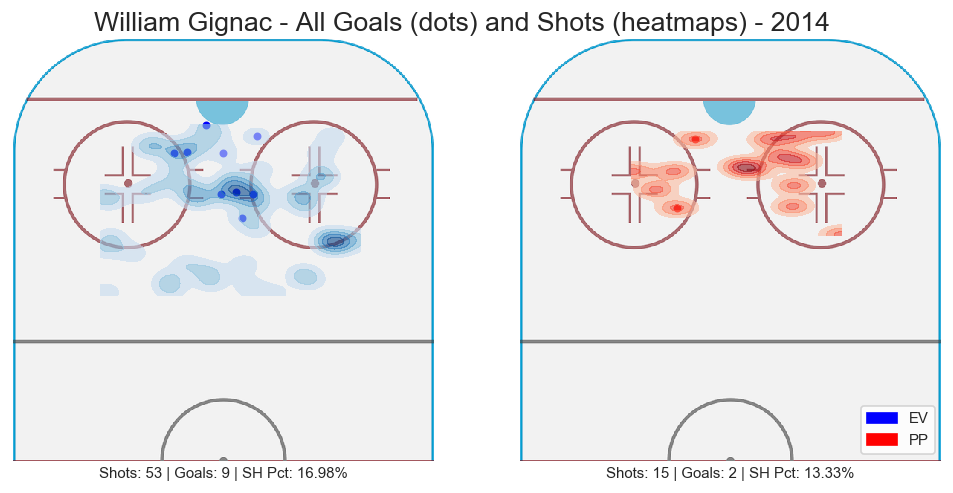 William Gignac - All Goals (dots) and Shots (heatmaps) - 2014
EV
PP
Shots: 53 | Goals: 9 | SH Pct: 16.98%
Shots: 15 | Goals: 2 | SH Pct: 13.33%